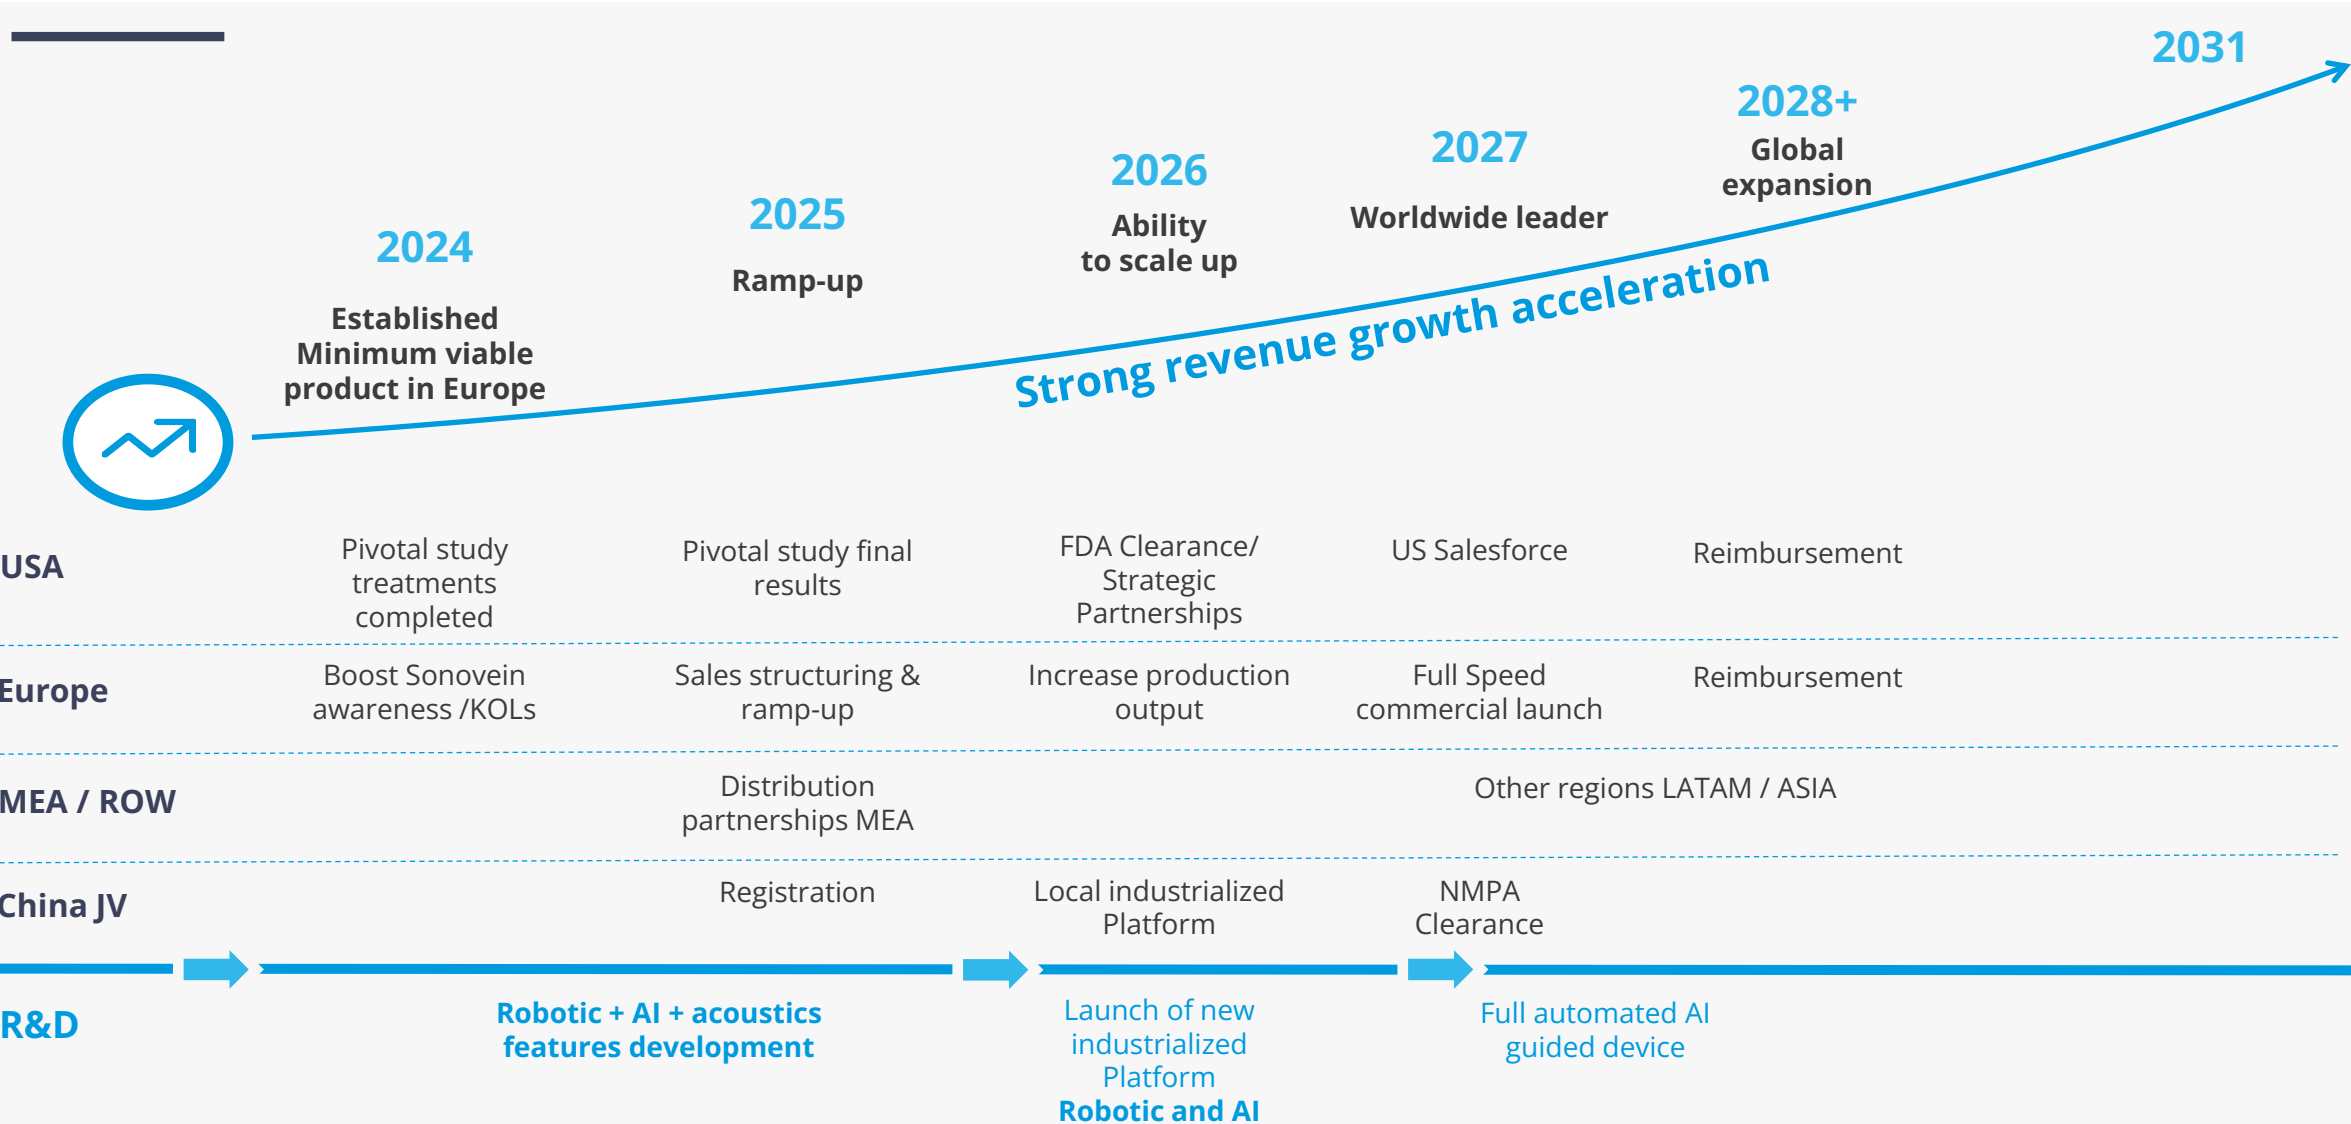 2031
2028+
Global
expansion
2027
Worldwide leader
2026
Ability
to scale up
2025
Ramp-up
2024
Established
Minimum viable
product in Europe
Strong revenue growth acceleration
USA
Pivotal study
treatments
completed
Pivotal study final
results
FDA Clearance/
Strategic
Partnerships
US Salesforce
Reimbursement
Europe
Boost Sonovein
awareness /KOLs
Sales structuring &
ramp-up
Increase production
output
Full Speed
commercial launch
Reimbursement
MEA / ROW
Distribution
partnerships MEA
Other regions LATAM / ASIA
China JV
Registration
Local industrialized
Platform
NMPA
Clearance
R&D
Robotic + AI + acoustics
features development
Launch of new
industrialized
Platform
Robotic and AI
Full automated AI
guided device